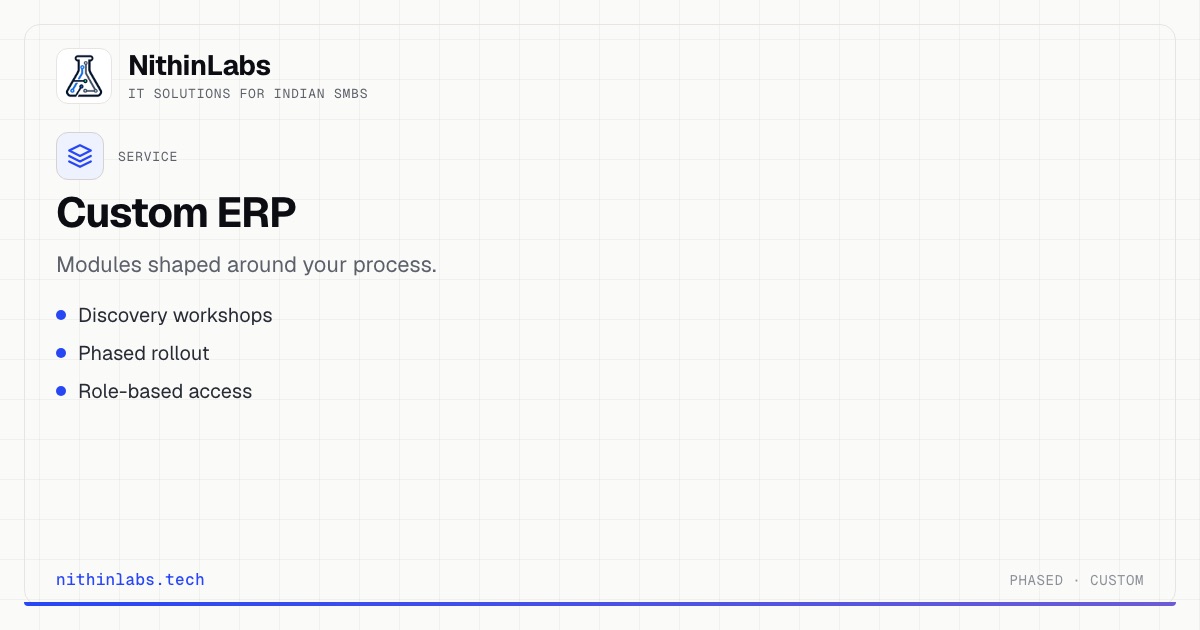 NithinLabs
IT SOLUTIONS FOR INDIAN SMBS
SERVICE
Custom ERP
Modules shaped around your process.
Discovery workshops
Phased rollout
Role-based access
nithinlabs.tech
PHASED · CUSTOM